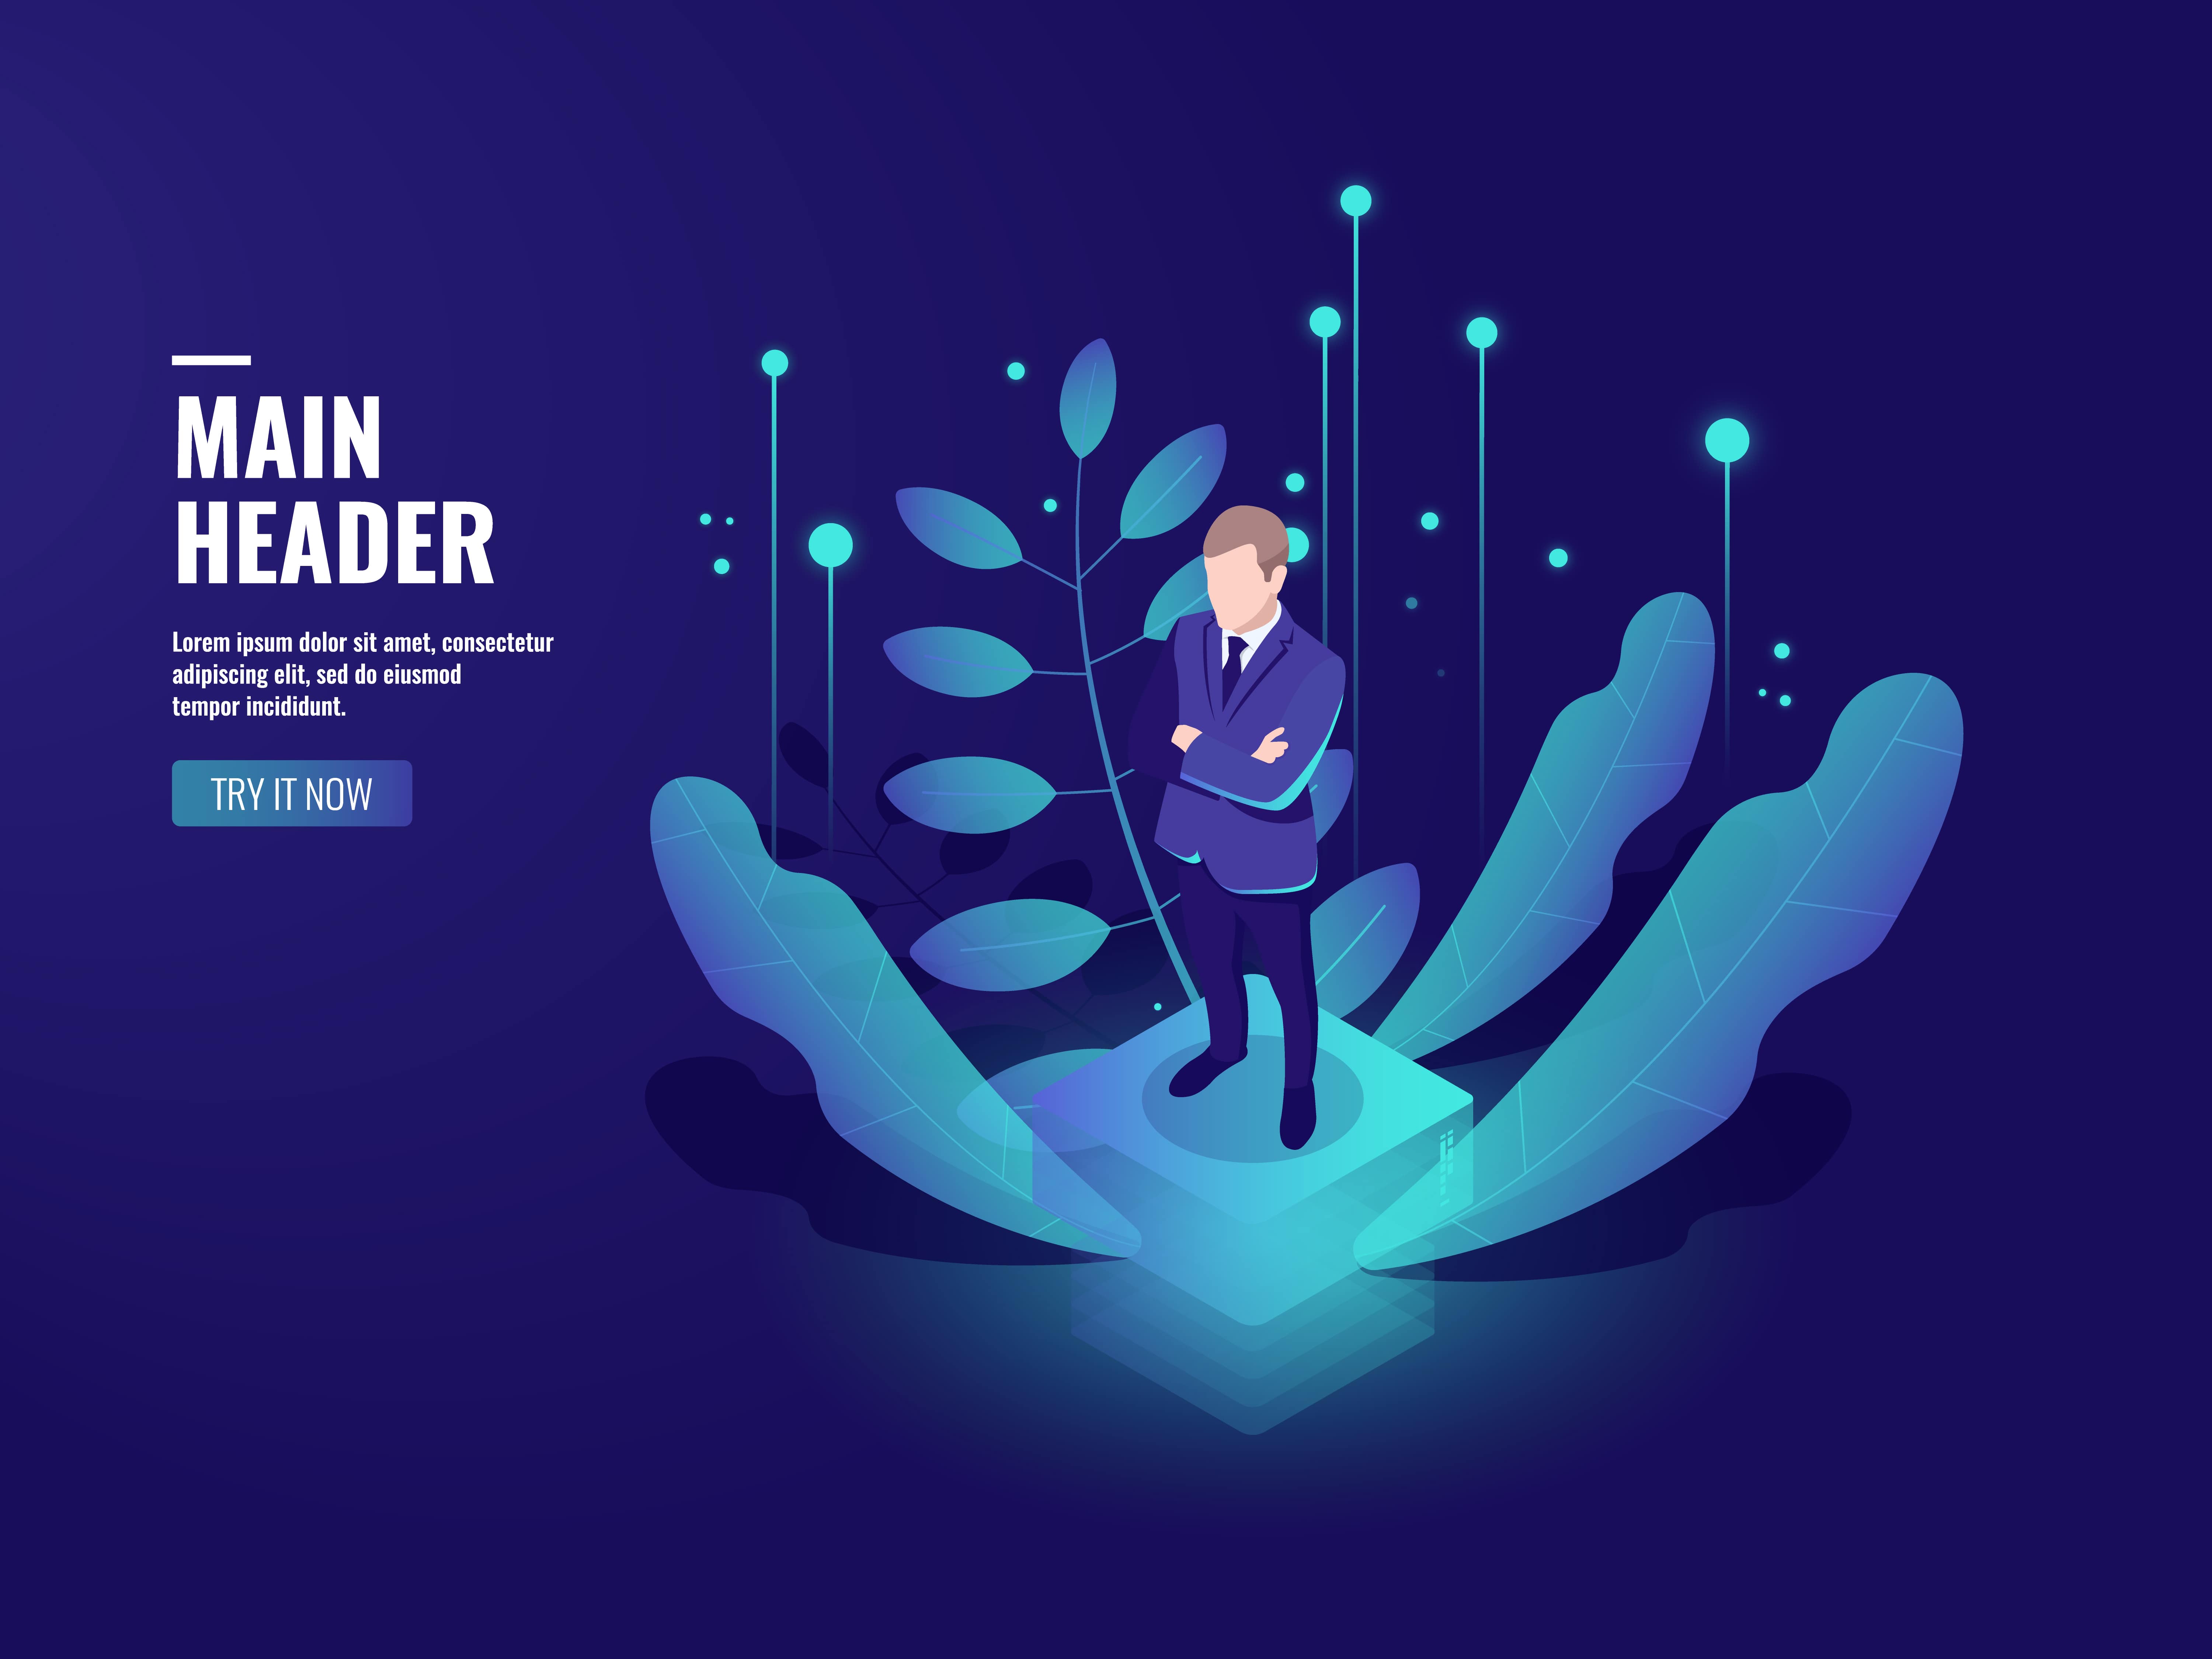 MAIN
HEADER
Lorem ipsum dolor sit amet, consectetur
adipiscing elit, sed do eiusmod
tempor incididunt.
TRY IT NOW